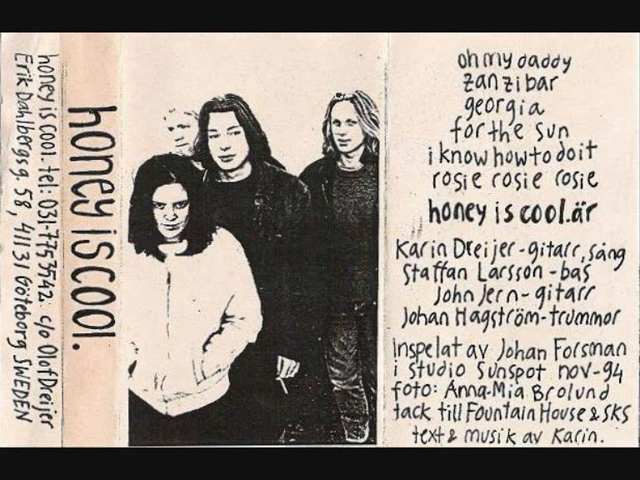 honey is cool. tel: 031-7753542. c/o Olof Dreijer
Erik Dahlbergsg. 58, 411 31 Göteborg SWEDEN
honey is cool.
oh my daddy
zanzibar
georgia
for the sun
i know how to do it
rosie rosie rosie
honey is cool.är
Karin Dreijer-gitarr, sång
Staffan Larsson-bas
John Jern-gitarr
Johan Hagström-trummor
Inspelat av Johan Forsman
i studio Sunspot nov-94
foto: Anna-Mia Brolund
tack till Fountain House & SKS
text & musik av Karin.